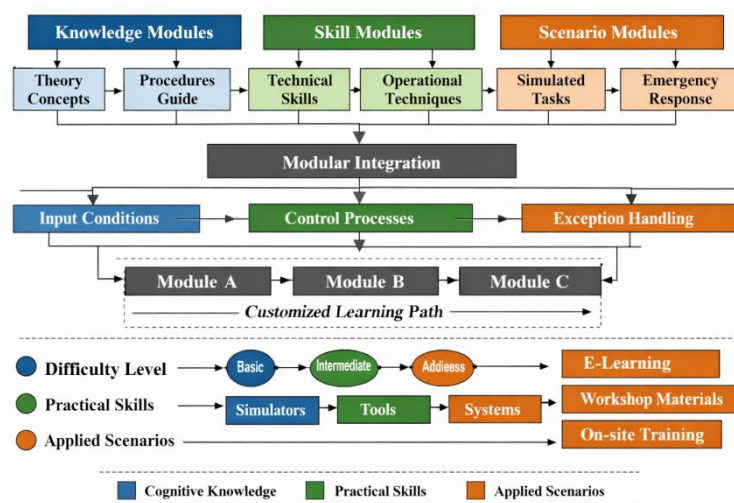 Knowledge Modules
Skill Modules
Scenario Modules
Theory
Concepts
Procedures
Guide
Technical
Skills
Operational
Techniques
Simulated
Tasks
Emergency
Response
Modular Integration
Input Conditions
Control Processes
Exception Handling
Module A
Module B
Module C
Customized Learning Path
Difficulty Level
Basic
Intermediate
Addieess
E-Learning
Practical Skills
Simulators
Tools
Systems
Workshop Materials
Applied Scenarios
On-site Training
Cognitive Knowledge
Practical Skills
Applied Scenarios